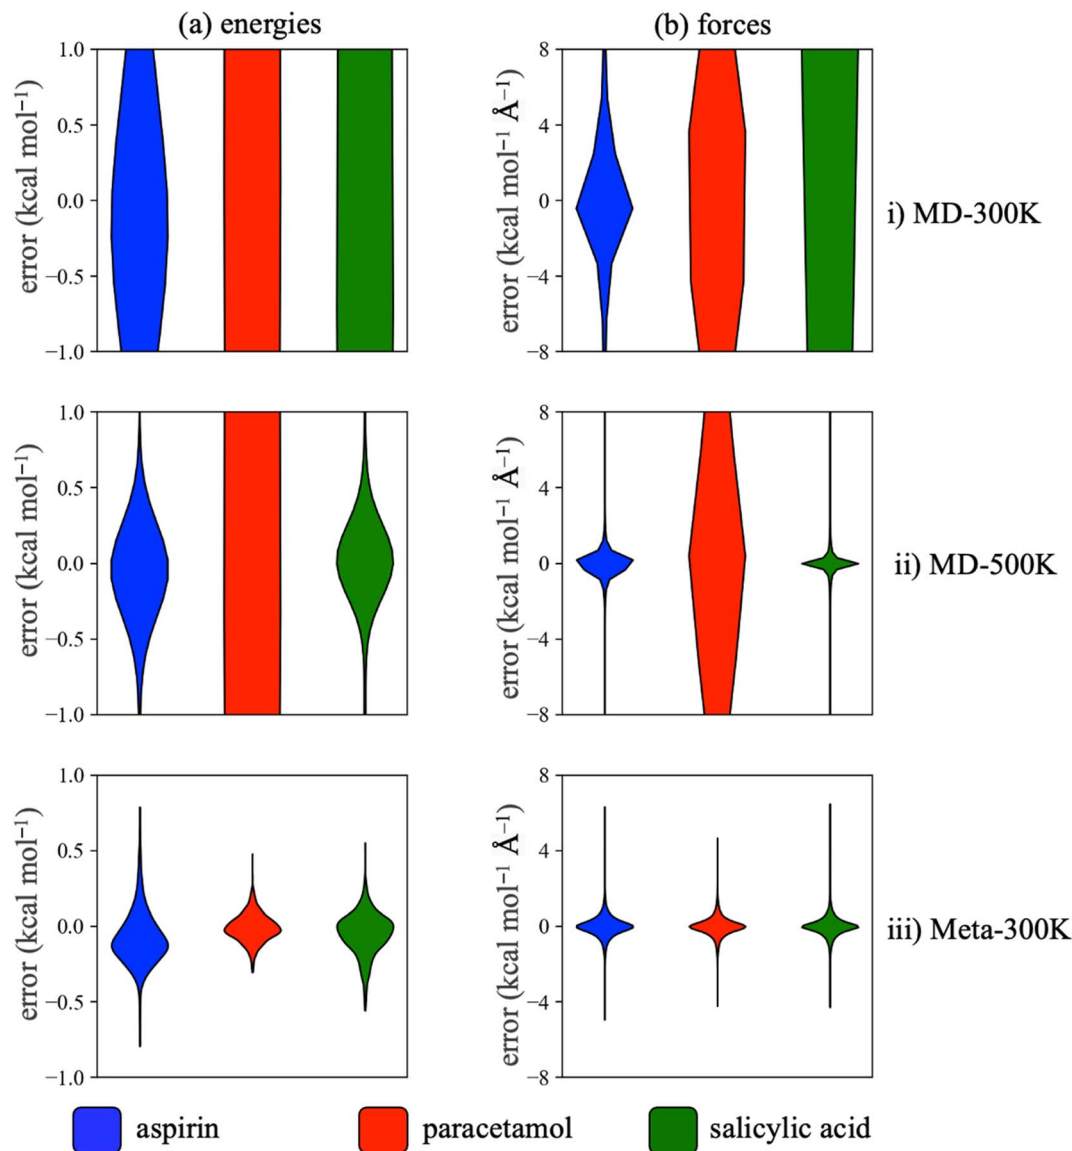 (a) energies
(b) forces
error (kcal mol⁻¹)
1.0
0.5
0.0
−0.5
−1.0
error (kcal mol⁻¹ Å⁻¹)
8
4
0
−4
−8
i) MD-300K
error (kcal mol⁻¹)
1.0
0.5
0.0
−0.5
−1.0
error (kcal mol⁻¹ Å⁻¹)
8
4
0
−4
−8
ii) MD-500K
error (kcal mol⁻¹)
1.0
0.5
0.0
−0.5
−1.0
error (kcal mol⁻¹ Å⁻¹)
8
4
0
−4
−8
iii) Meta-300K
aspirin
paracetamol
salicylic acid